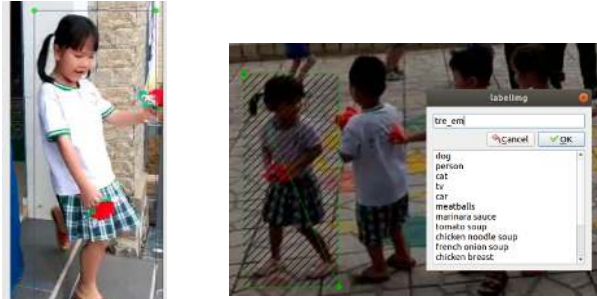 labelImg
tre_em
Cancel OK
dog
person
cat
tv
car
meatballs
marinara sauce
tomato soup
chicken noodle soup
french onion soup
chicken breast